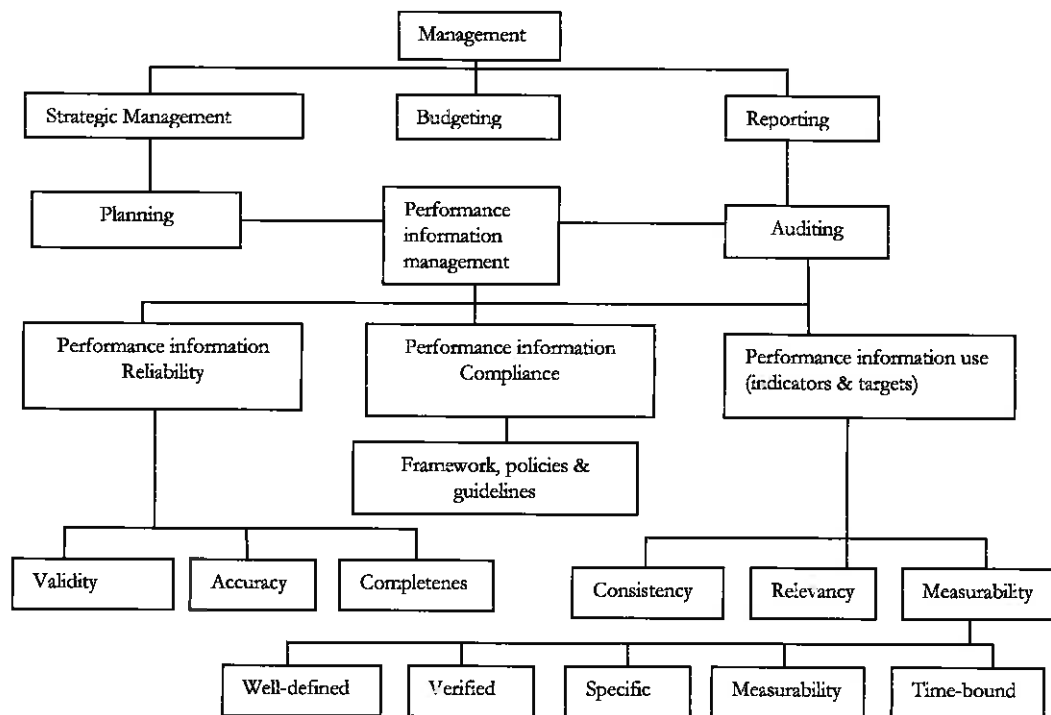 Management
Strategic Management
Budgeting
Reporting
Planning
Performance
information
management
Auditing
Performance information
Reliability
Performance information
Compliance
Performance information use
(indicators & targets)
Framework, policies &
guidelines
Validity
Accuracy
Completenes
Consistency
Relevancy
Measurability
Well-defined
Verified
Specific
Measurability
Time-bound